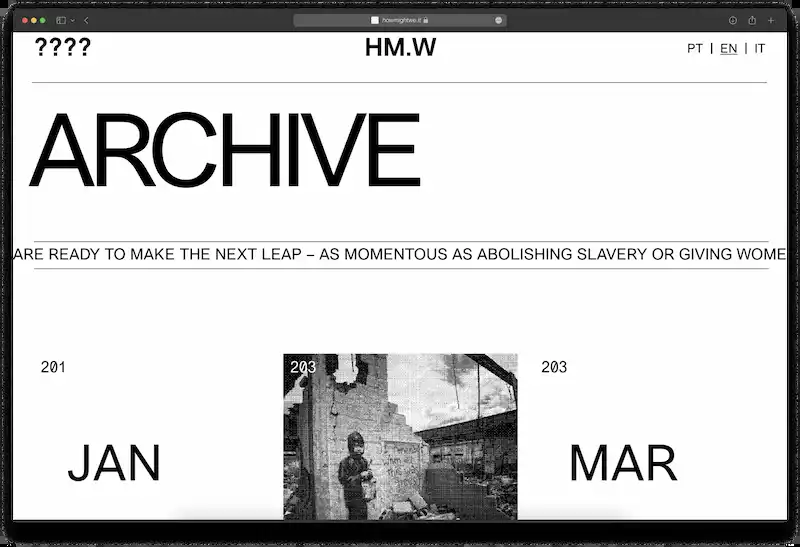 howmightwe.it
????
HM.W
PT | EN | IT
ARCHIVE
ARE READY TO MAKE THE NEXT LEAP – AS MOMENTOUS AS ABOLISHING SLAVERY OR GIVING WOME
201
203
203
JAN
MAR